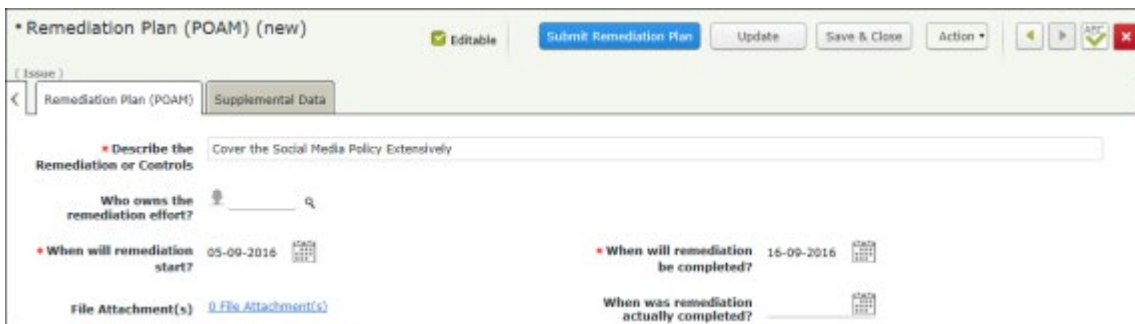 * Remediation Plan (POAM) (new)
Editable
Submit Remediation Plan
Update
Save & Close
Action
ABC
( Issue )
Remediation Plan (POAM)
Supplemental Data
* Describe the
Remediation or Controls
Cover the Social Media Policy Extensively
Who owns the
remediation effort?
* When will remediation
start?
05-09-2016
* When will remediation
be completed?
16-09-2016
File Attachment(s)
0 File Attachment(s)
When was remediation
actually completed?